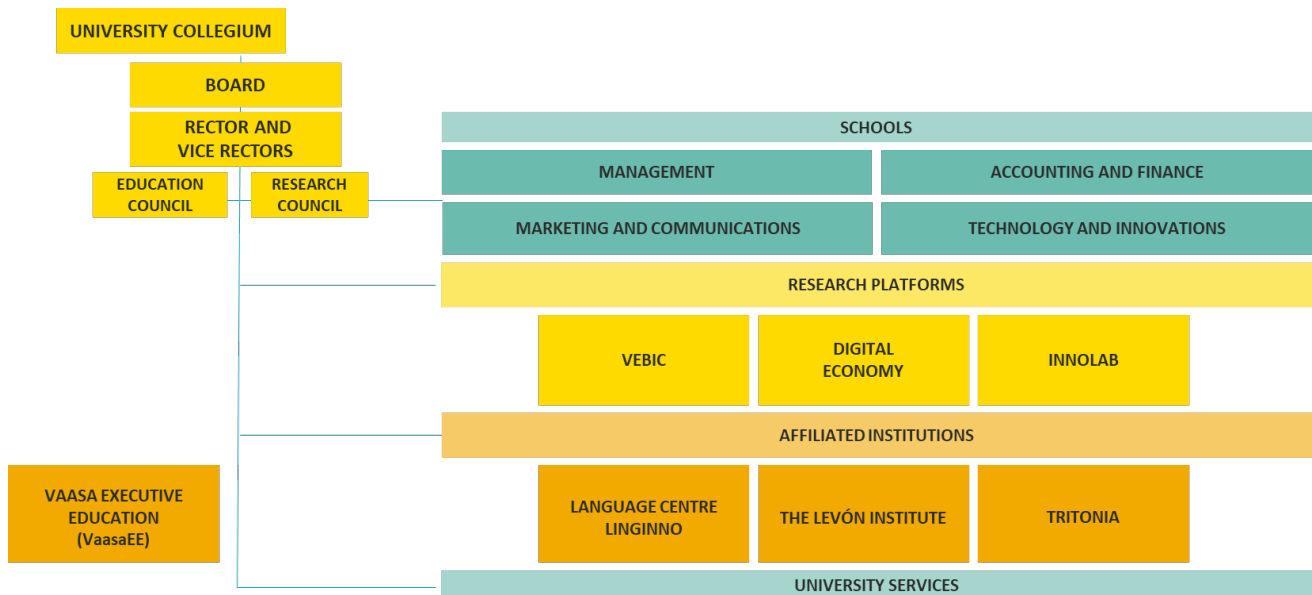 UNIVERSITY COLLEGIUM
BOARD
RECTOR AND
VICE RECTORS
EDUCATION
COUNCIL
RESEARCH
COUNCIL
SCHOOLS
MANAGEMENT
ACCOUNTING AND FINANCE
MARKETING AND COMMUNICATIONS
TECHNOLOGY AND INNOVATIONS
RESEARCH PLATFORMS
VEBIC
DIGITAL
ECONOMY
INNOLAB
AFFILIATED INSTITUTIONS
VAASA EXECUTIVE
EDUCATION
(VaasaEE)
LANGUAGE CENTRE
LINGINNO
THE LEVÓN INSTITUTE
TRITONIA
UNIVERSITY SERVICES